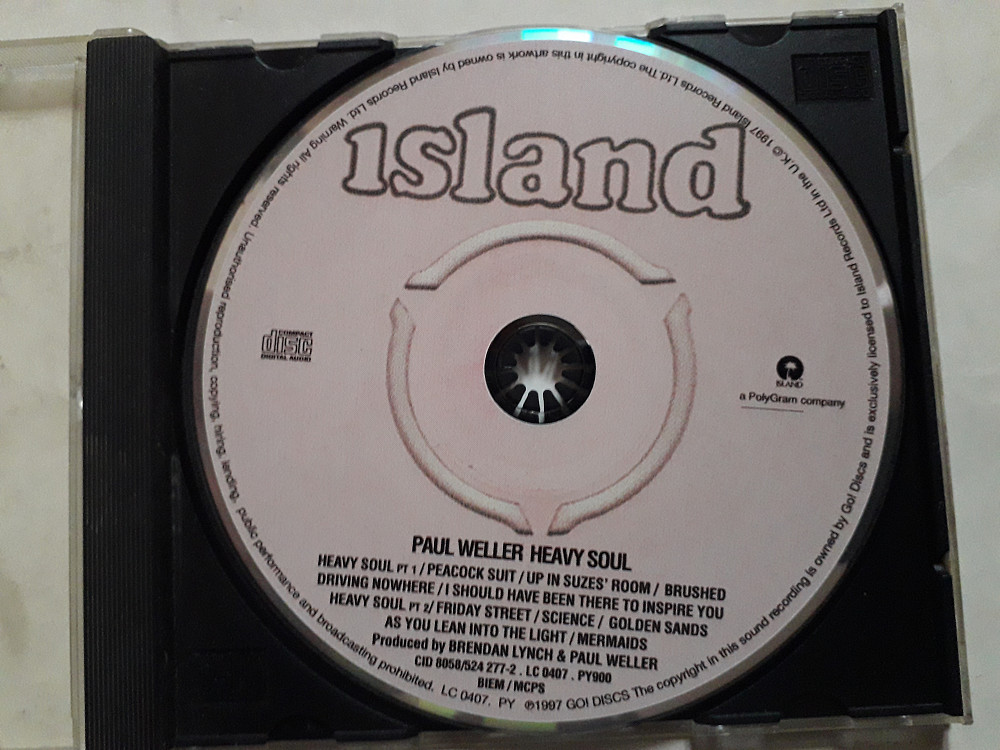 island
COMPACT
disc
DIGITAL AUDIO
ISLAND
a PolyGram company
PAUL WELLER HEAVY SOUL
HEAVY SOUL PT 1 / PEACOCK SUIT / UP IN SUZES' ROOM / BRUSHED
DRIVING NOWHERE / I SHOULD HAVE BEEN THERE TO INSPIRE YOU
HEAVY SOUL PT 2/ FRIDAY STREET / SCIENCE / GOLDEN SANDS
AS YOU LEAN INTO THE LIGHT / MERMAIDS
Produced by BRENDAN LYNCH & PAUL WELLER
CID 8058/524 277-2 . LC 0407 . PY900
BIEM / MCPS
℗1997 GO! DISCS The copyright in this sound recording is owned by Go! Discs and is exclusively licensed to Island Records Ltd in the U.K.© 1997 Island Records Ltd.The copyright in this artwork is owned by Island Records Ltd. Warning All rights reserved. Unauthorised reproduction, copying, hiring, lending, public performance and broadcasting prohibited. LC 0407. PY